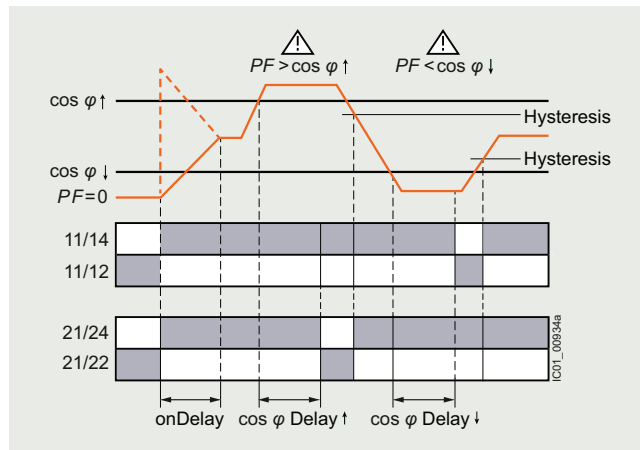 PF > cos φ ↑ PF < cos φ ↓
cos φ ↑
Hysteresis
Hysteresis
cos φ ↓
PF = 0
11/14
11/12
21/24
21/22
IC01_00934a
onDelay cos φ Delay ↑ cos φ Delay ↓